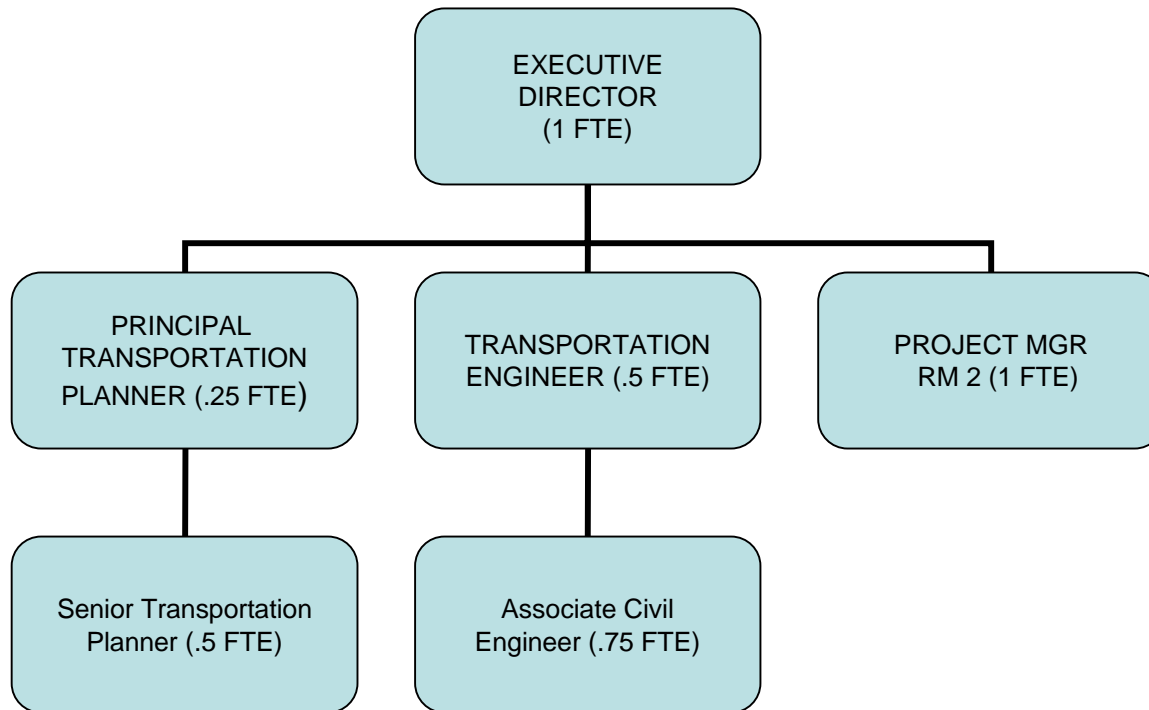 EXECUTIVE
DIRECTOR
(1 FTE)
PRINCIPAL
TRANSPORTATION
PLANNER (.25 FTE)
TRANSPORTATION
ENGINEER (.5 FTE)
PROJECT MGR
RM 2 (1 FTE)
Senior Transportation
Planner (.5 FTE)
Associate Civil
Engineer (.75 FTE)